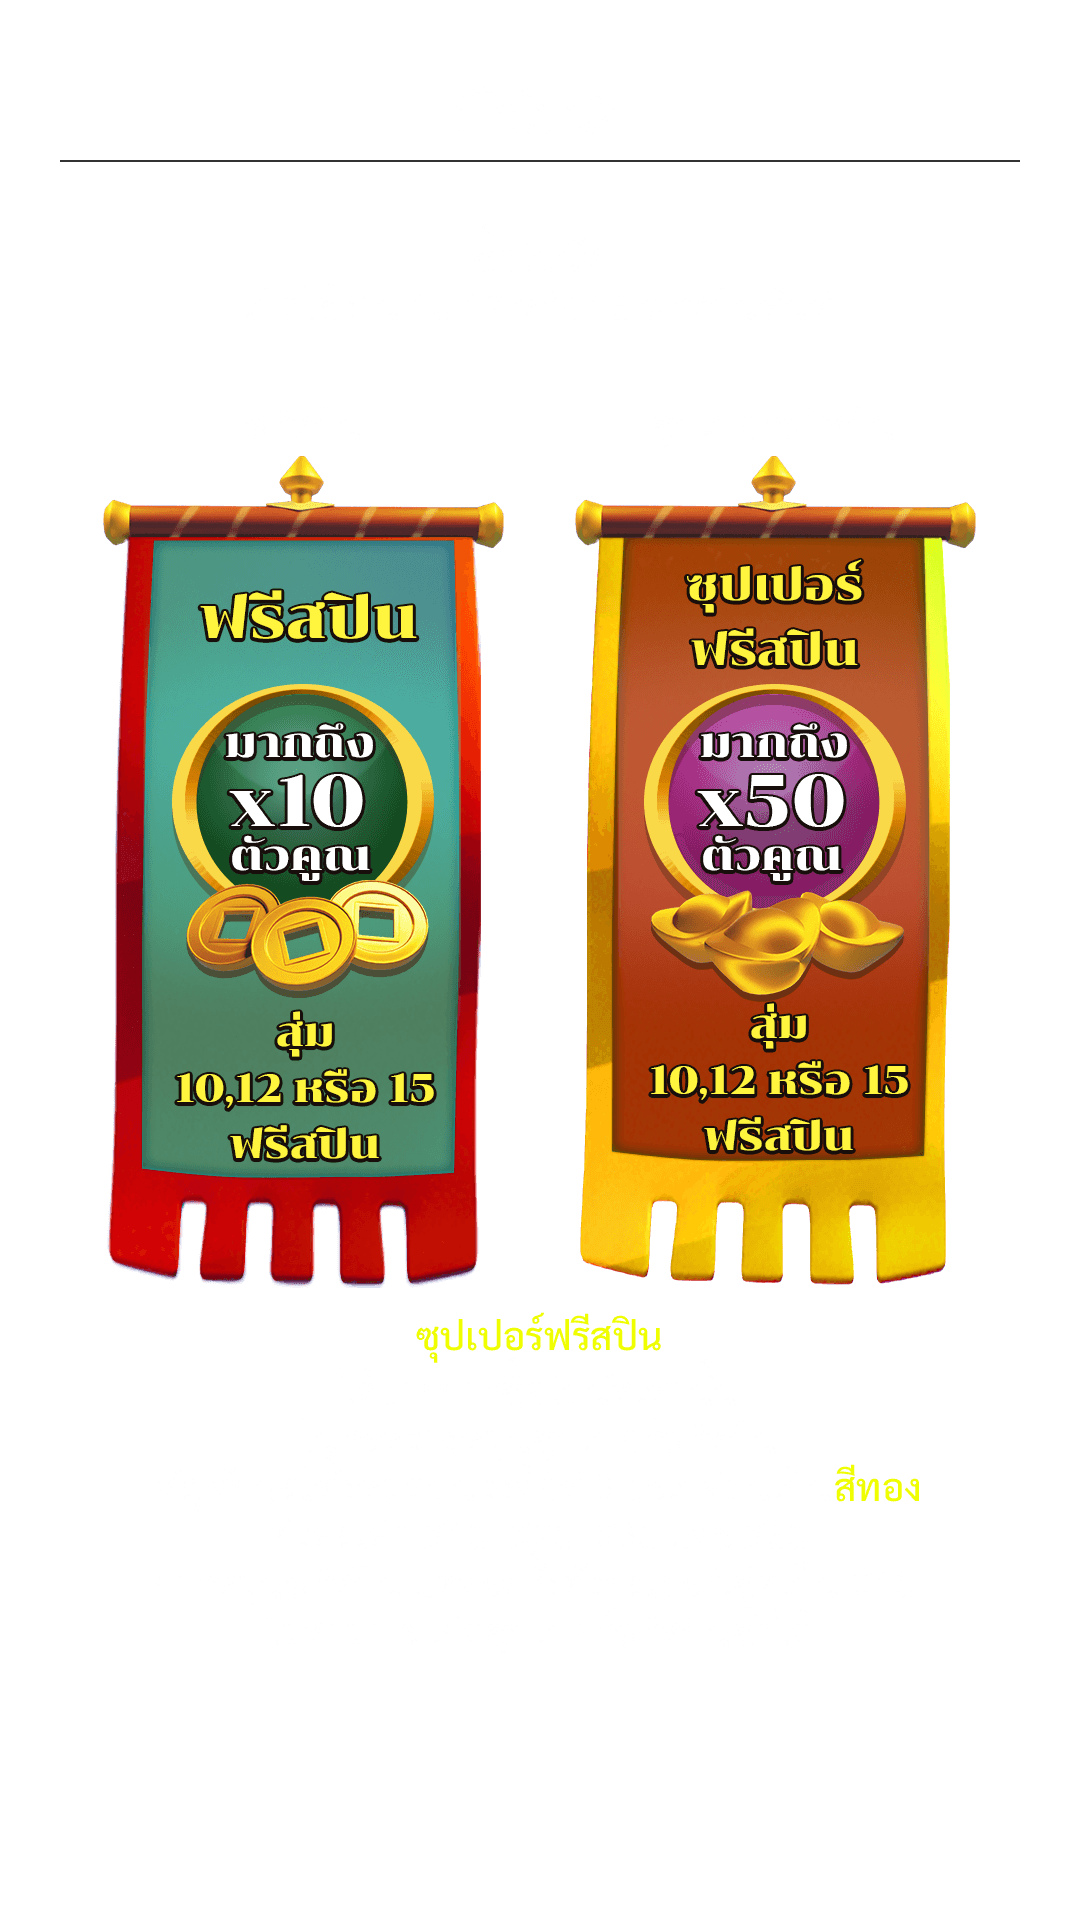 ฟรีสปิน
มากถึง
x10
ตัวคูณ
สุ่ม
10,12 หรือ 15
ฟรีสปิน
ซุปเปอร์
ฟรีสปิน
มากถึง
x50
ตัวคูณ
สุ่ม
10,12 หรือ 15
ฟรีสปิน
ซุปเปอร์ฟรีสปิน
สีทอง